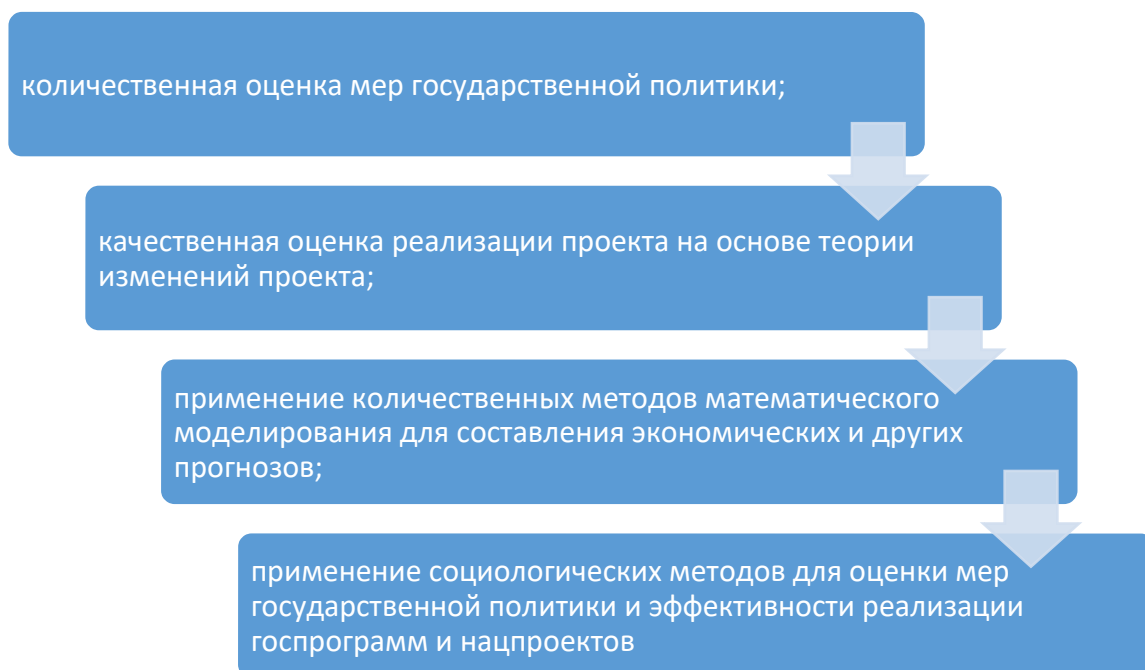 количественная оценка мер государственной политики;
качественная оценка реализации проекта на основе теории
изменений проекта;
применение количественных методов математического
моделирования для составления экономических и других
прогнозов;
применение социологических методов для оценки мер
государственной политики и эффективности реализации
госпрограмм и нацпроектов